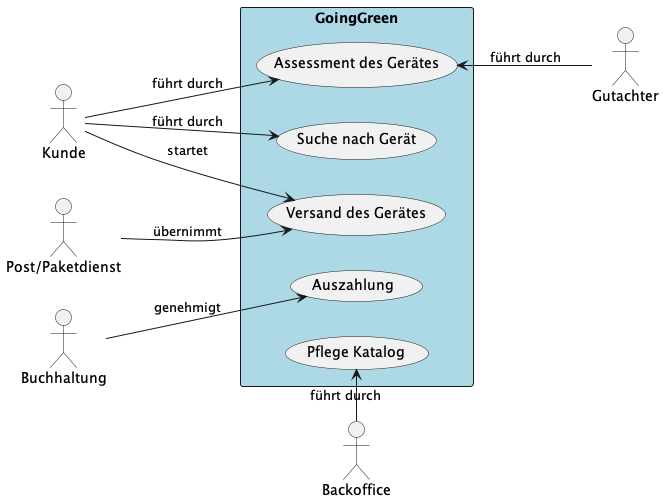 GoingGreen
Assessment des Gerätes
führt durch
Gutachter
führt durch
Kunde
führt durch
Suche nach Gerät
startet
Versand des Gerätes
Post/Paketdienst
übernimmt
Auszahlung
genehmigt
Buchhaltung
Pflege Katalog
führt durch
Backoffice